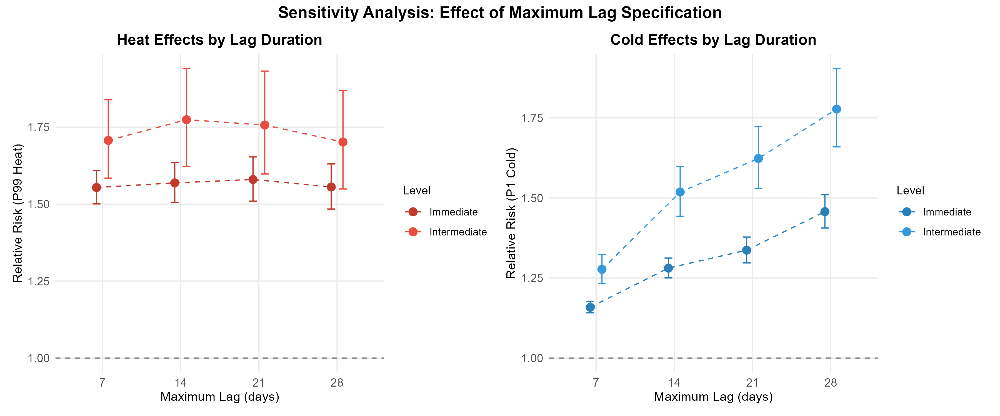 Sensitivity Analysis: Effect of Maximum Lag Specification
Heat Effects by Lag Duration
Relative Risk (P99 Heat)
1.75
1.50
1.25
1.00
7 14 21 28
Maximum Lag (days)
Level
Immediate
Intermediate
Cold Effects by Lag Duration
Relative Risk (P1 Cold)
1.75
1.50
1.25
1.00
7 14 21 28
Maximum Lag (days)
Level
Immediate
Intermediate